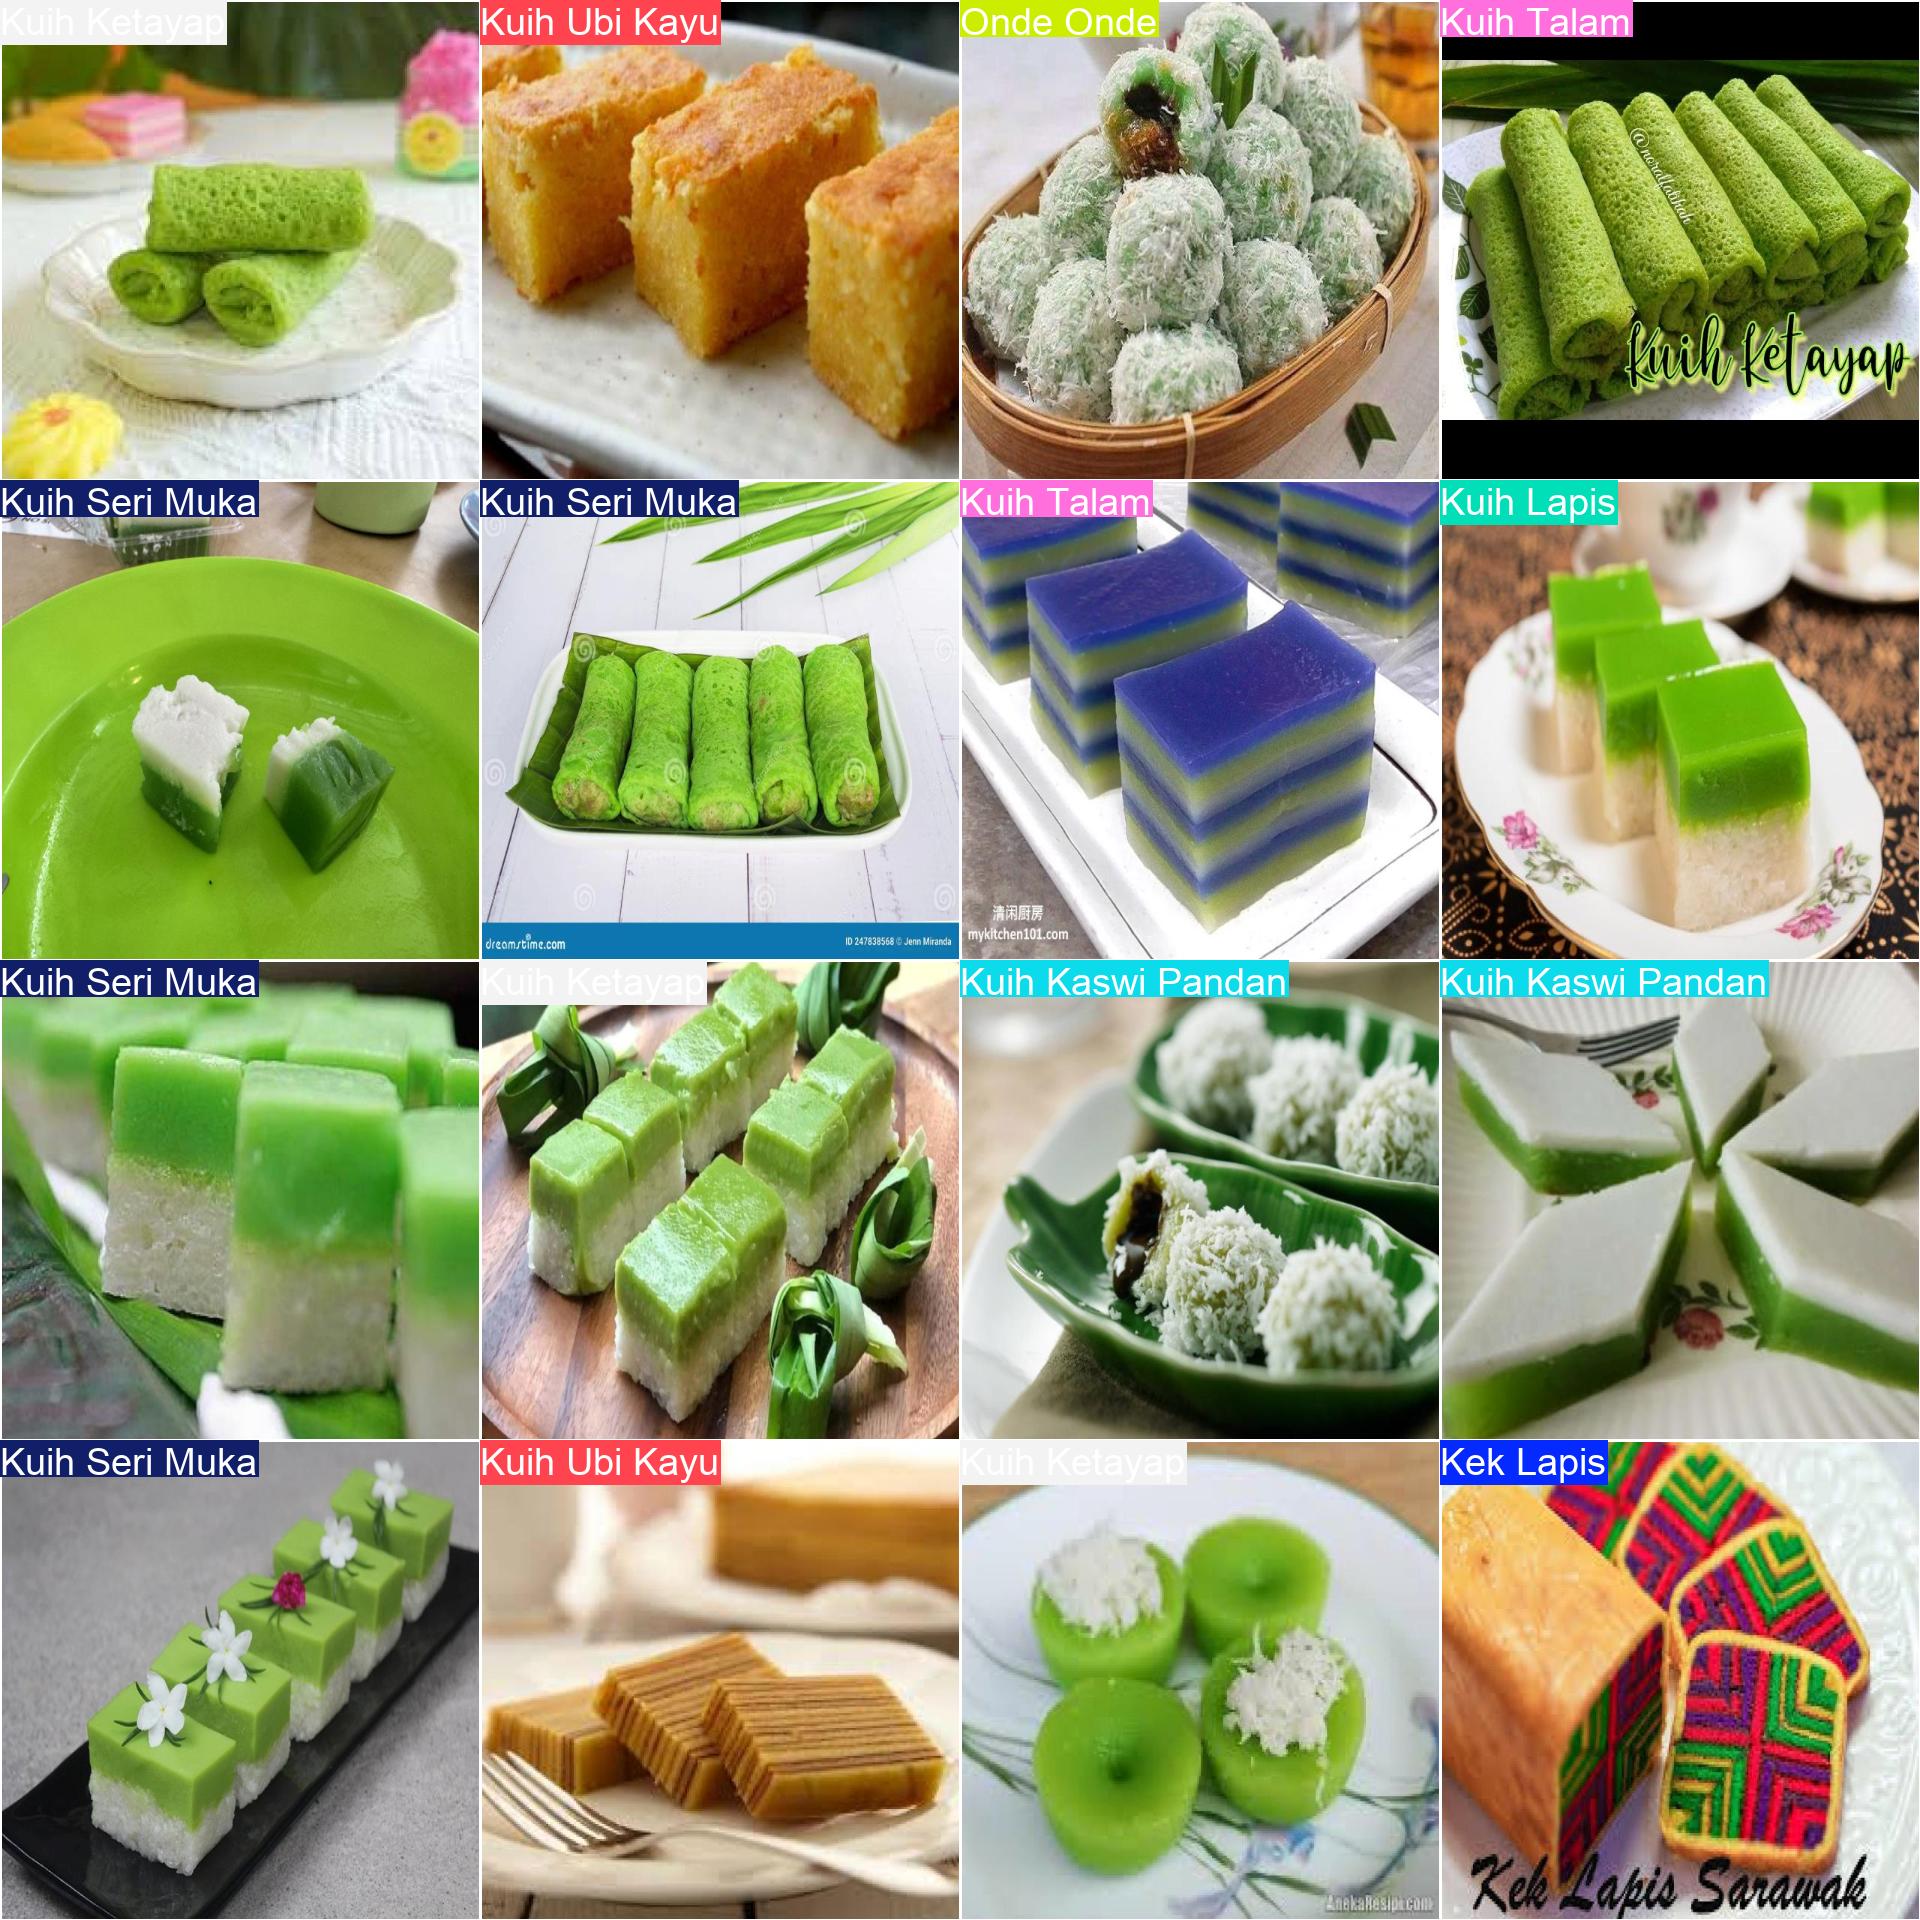 Kuih Ketayap
Kuih Ubi Kayu
Onde Onde
Kuih Talam
@norafatihah
Kuih Ketayap
Kuih Seri Muka
Kuih Seri Muka
Kuih Talam
Kuih Lapis
清闲厨房
mykitchen101.com
dreamstime.com
ID 247838568 © Jenn Miranda
Kuih Seri Muka
Kuih Ketayap
Kuih Kaswi Pandan
Kuih Kaswi Pandan
Kuih Seri Muka
Kuih Ubi Kayu
Kuih Ketayap
Kek Lapis
AnekaResipi.com
Kek Lapis Sarawak